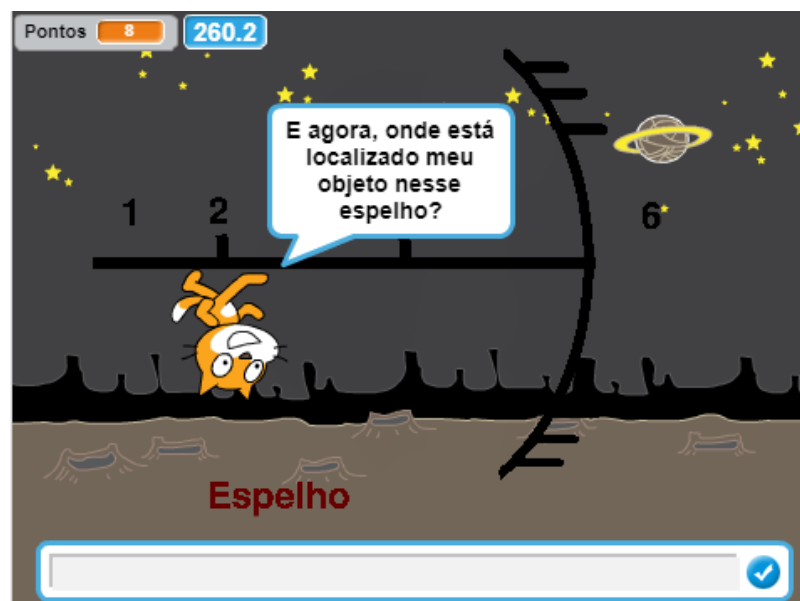 Pontos 8 260.2
E agora, onde está
localizado meu
objeto nesse
espelho?
1 2 6
Espelho